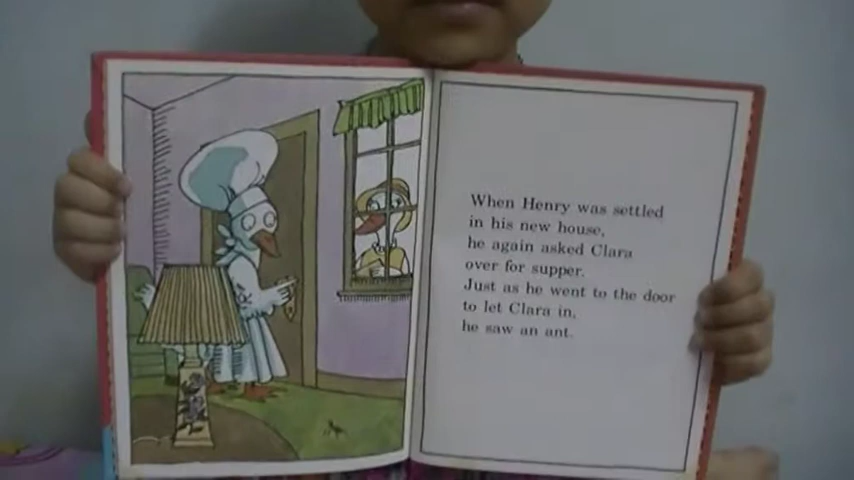 When Henry was settled
in his new house,
he again asked Clara
over for supper.
Just as he went to the door
to let Clara in,
he saw an ant.